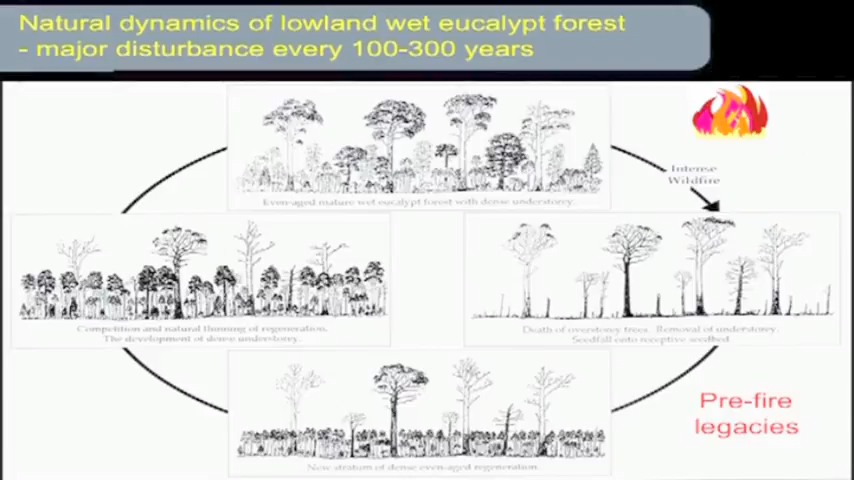 Natural dynamics of lowland wet eucalypt forest
- major disturbance every 100-300 years
Intense
Wildfire
Even-aged mature wet eucalypt forest with dense understorey.
Competition and natural thinning of regeneration.
The development of dense understorey.
Death of overstorey trees. Removal of understorey.
Seedfall onto receptive seedbed
Pre-fire
legacies
New stratum of dense even-aged regeneration.